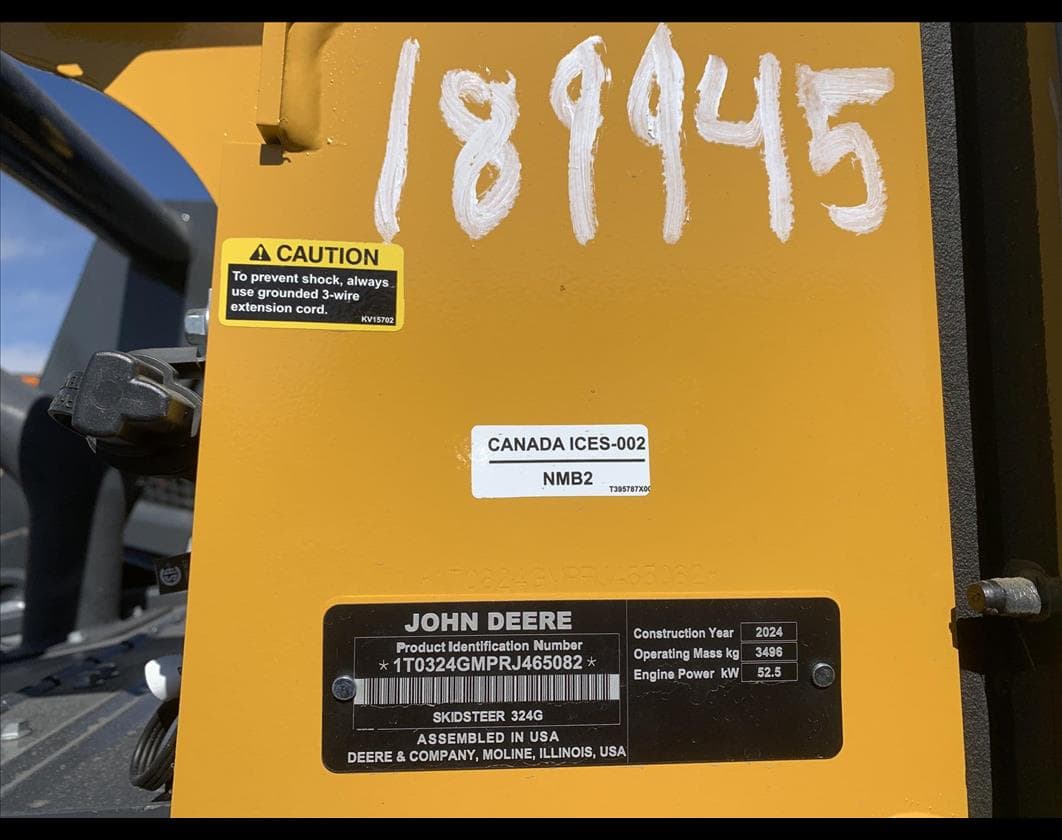 189945
CAUTION
To prevent shock, always
use grounded 3-wire
extension cord.
KV15702
CANADA ICES-002
NMB2
JOHN DEERE
Product Identification Number
*1T0324GMPRJ465082*
SKIDSTEER 324G
ASSEMBLED IN USA
DEERE & COMPANY, MOLINE, ILLINOIS, USA
Construction Year 2024
Operating Mass kg 3496
Engine Power kW 52.5